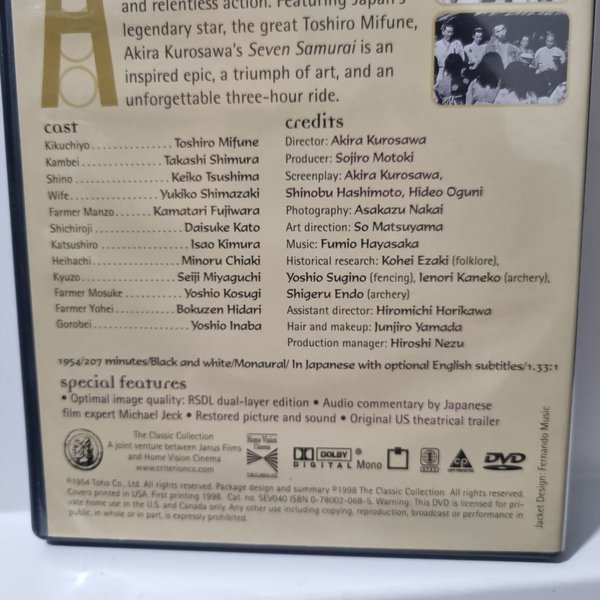 and relentless action. Featuring Japan's
legendary star, the great Toshiro Mifune,
Akira Kurosawa's Seven Samurai is an
inspired epic, a triumph of art, and an
unforgettable three-hour ride.
cast
Kikuchiyo.................. Toshiro Mifune
Kambei................... Takashi Shimura
Shino..................... Keiko Tsushima
Wife.................... Yukiko Shimazaki
Farmer Manzo....... Kamatari Fujiwara
Shichiroji................... Daisuke Kato
Katsushiro.................. Isao Kimura
Heihachi.................. Minoru Chiaki
Kyuzo..................... Seiji Miyaguchi
Farmer Mosuke........... Yoshio Kosugi
Farmer Yohei............. Bokuzen Hidari
Gorobei..................... Yoshio Inaba
credits
Director: Akira Kurosawa
Producer: Sojiro Motoki
Screenplay: Akira Kurosawa,
Shinobu Hashimoto, Hideo Oguni
Photography: Asakazu Nakai
Art direction: So Matsuyama
Music: Fumio Hayasaka
Historical research: Kohei Ezaki (folklore),
Yoshio Sugino (fencing), Ienori Kaneko (archery),
Shigeru Endo (archery)
Assistant director: Hiromichi Horikawa
Hair and makeup: Junjiro Yamada
Production manager: Hiroshi Nezu
1954/207 minutes/Black and white/Monaural/ In Japanese with optional English subtitles/1.33:1
special features
• Optimal image quality: RSDL dual-layer edition • Audio commentary by Japanese
film expert Michael Jeck • Restored picture and sound • Original US theatrical trailer
The Classic Collection
A joint venture between Janus Films
and Home Vision Cinema
www.criterionco.com
Home Vision
Cinema
DOLBY
DIGITAL Mono
DVD
©1954 Toho Co., Ltd. All rights reserved. Package design and summary ©1998 The Classic Collection. All rights reserved.
Covers printed in USA. First printing 1998. Cat. no. SEV040 ISBN 0-78002-068-5. Warning: This DVD is licensed for pri-
vate home use in the U.S. and Canada only. Any other use including copying, reproduction, broadcast or performance in
public, in whole or in part, is expressly prohibited.
Jacket Design: Fernando Music